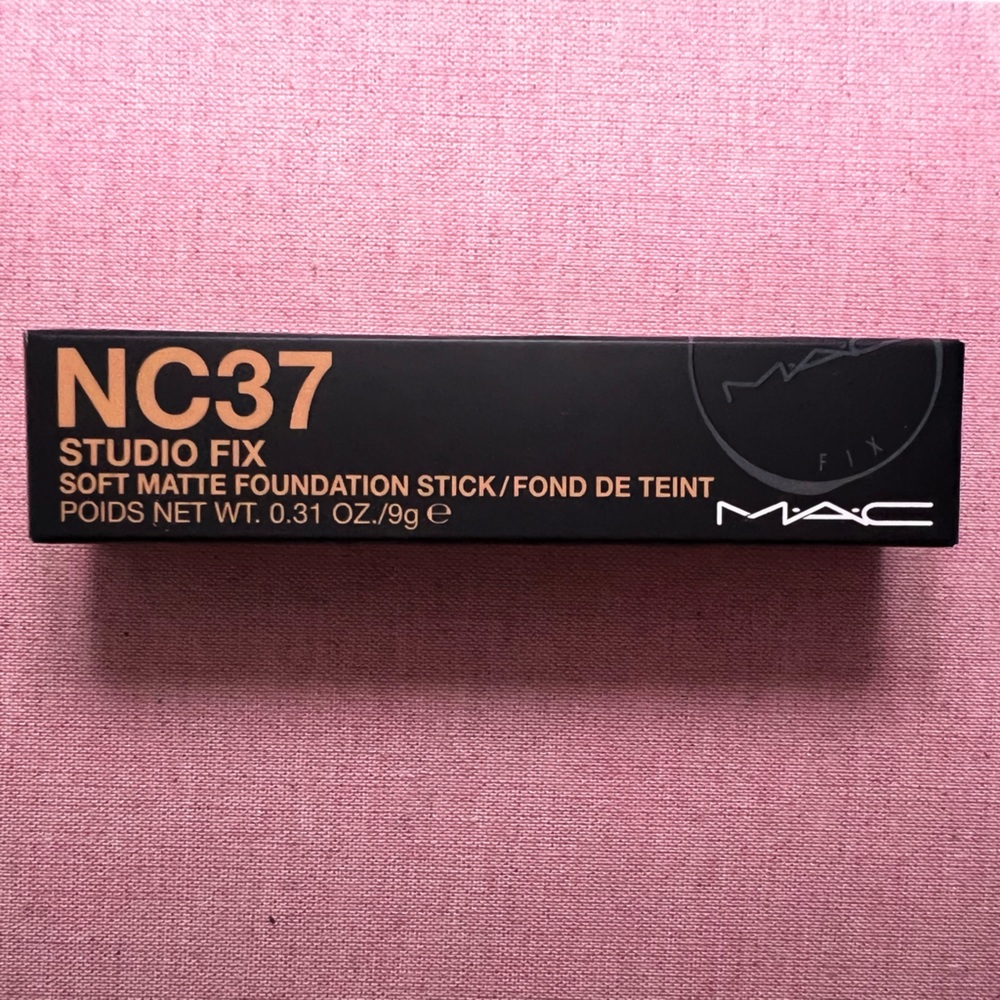 NC37
STUDIO FIX
SOFT MATTE FOUNDATION STICK/FOND DE TEINT
POIDS NET WT. 0.31 OZ./9g ℮
M·A·C
M·A·C
FIX